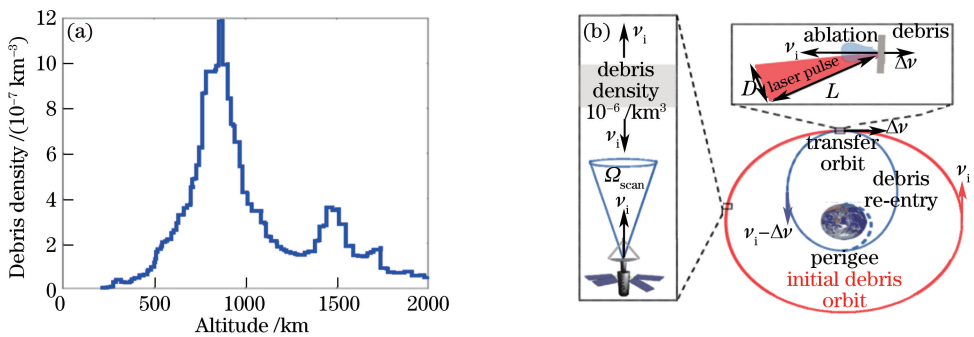 (a)
12
10
8
6
4
2
0
Debris density /(10⁻⁷ km⁻³)
0
500
1000
1500
2000
Altitude /km
(b)
νᵢ
debris
density
10⁻⁶ /km³
νᵢ
Ω_scan
νᵢ
ablation
debris
νᵢ
Δν
laser pulse
D
L
Δν
transfer
orbit
νᵢ
debris
re-entry
νᵢ−Δν
perigee
initial debris
orbit